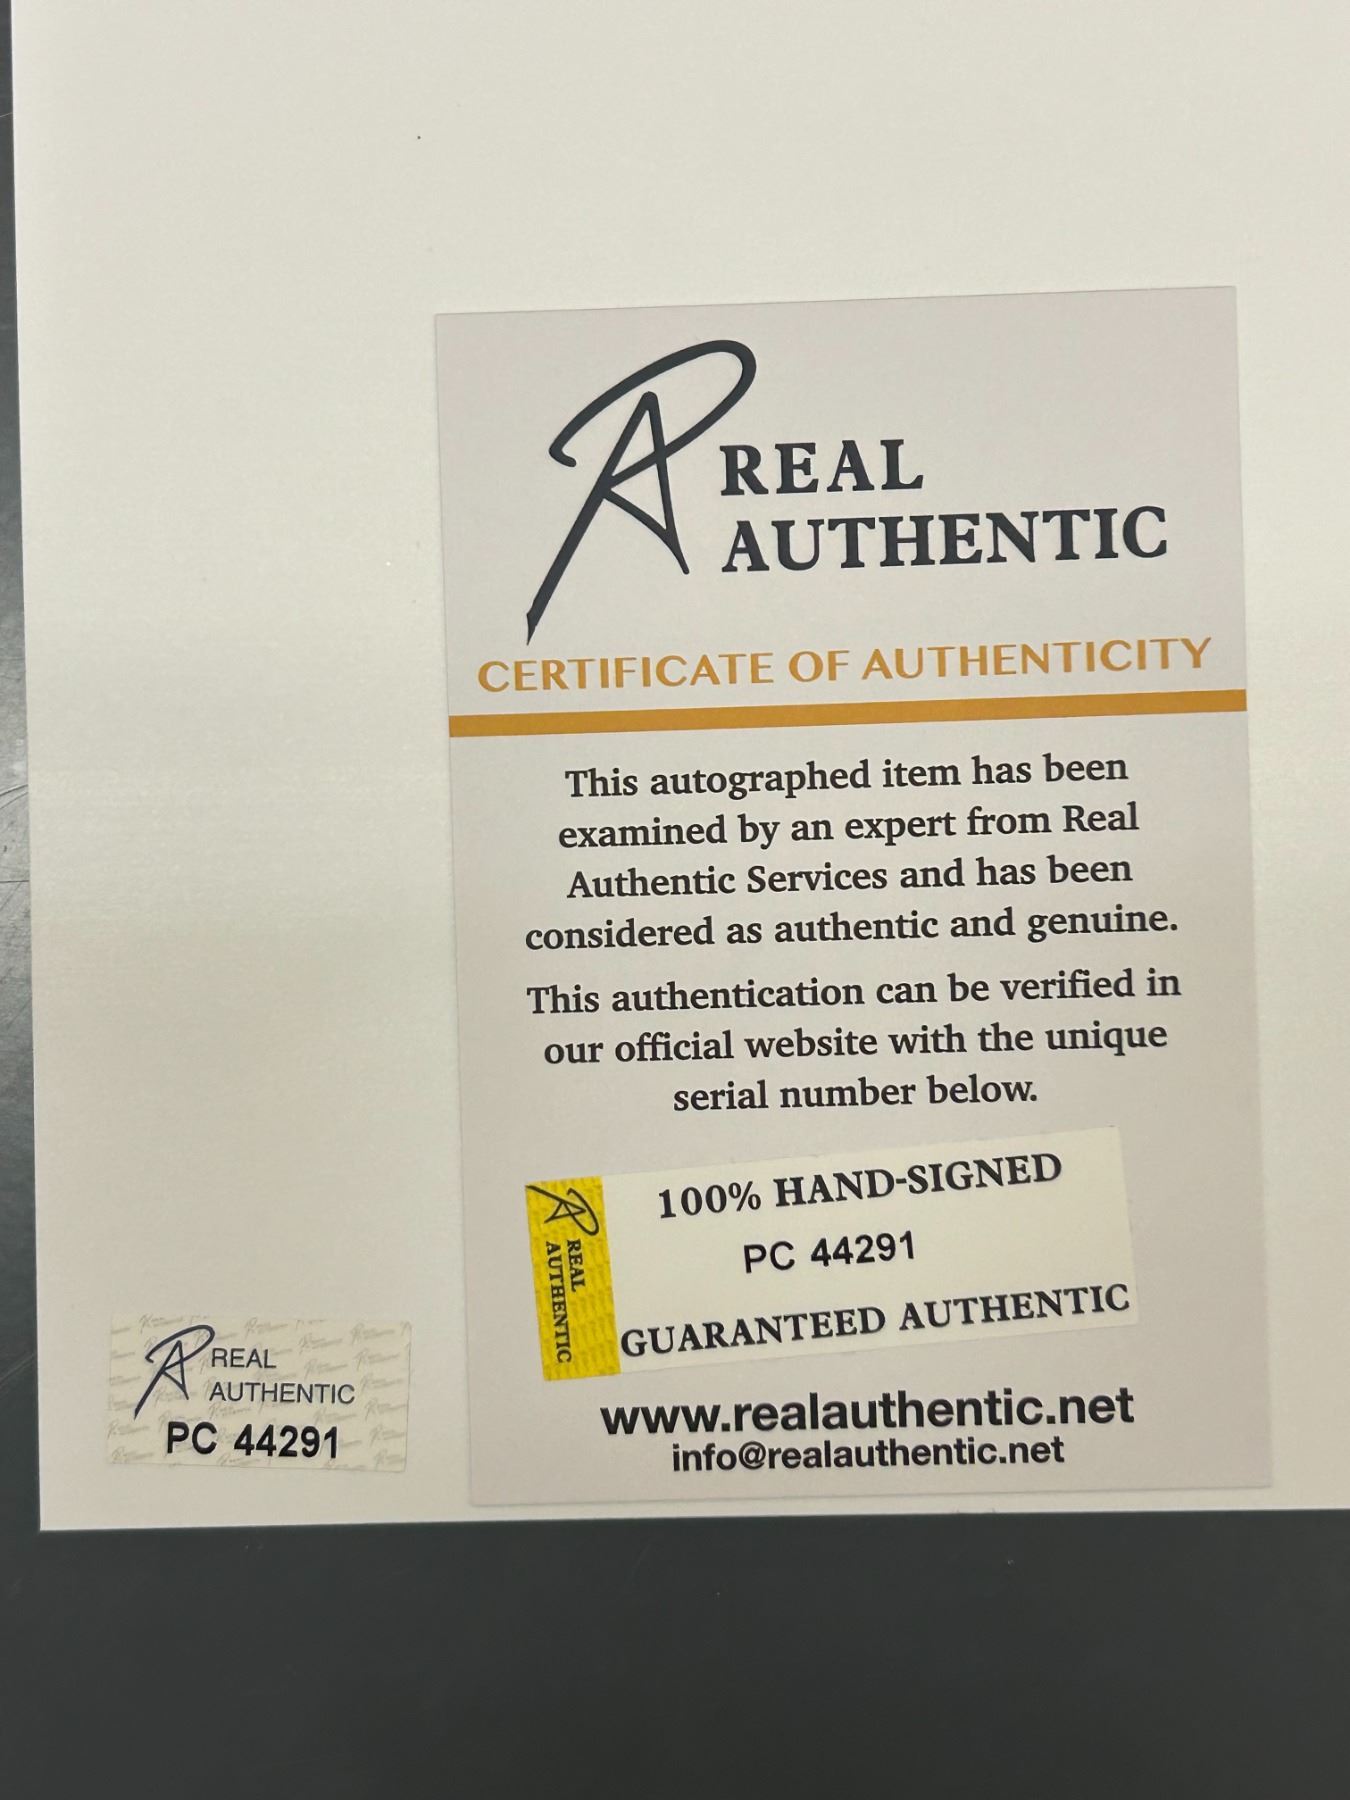 REAL
AUTHENTIC
CERTIFICATE OF AUTHENTICITY
This autographed item has been
examined by an expert from Real
Authentic Services and has been
considered as authentic and genuine.
This authentication can be verified in
our official website with the unique
serial number below.
REAL
AUTHENTIC
100% HAND-SIGNED
PC 44291
GUARANTEED AUTHENTIC
www.realauthentic.net
info@realauthentic.net
REAL
AUTHENTIC
PC 44291